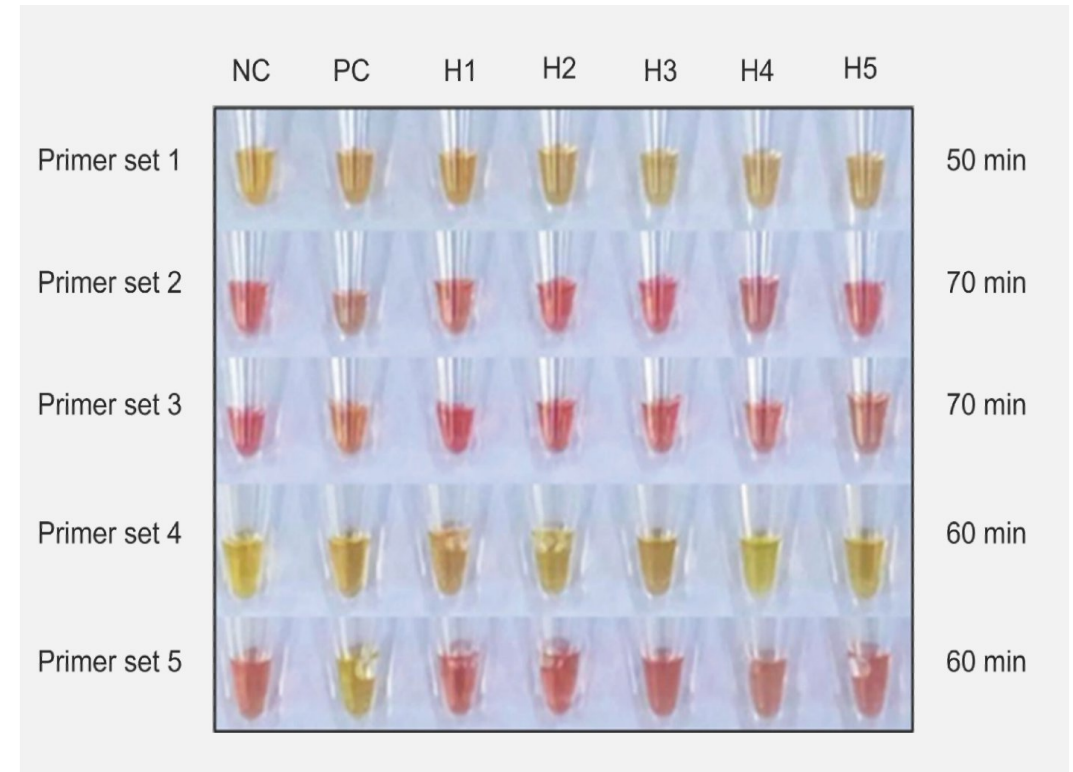 NC PC H1 H2 H3 H4 H5
Primer set 1 50 min
Primer set 2 70 min
Primer set 3 70 min
Primer set 4 60 min
Primer set 5 60 min